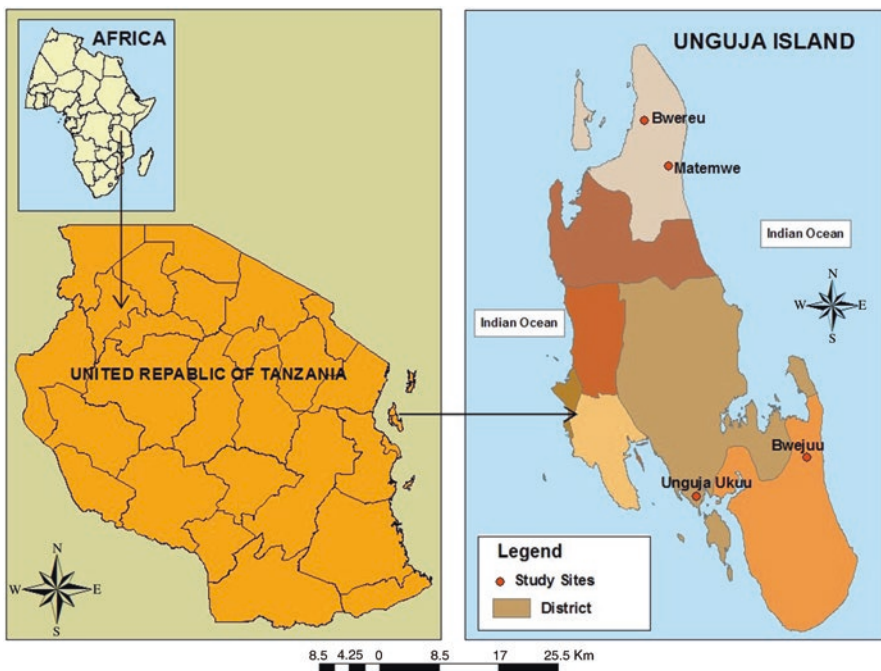 AFRICA
UNITED REPABLIC OF TANZANIA
N
W E
S
UNGUJA ISLAND
Bwereu
Matemwe
Indian Ocean
N
W E
S
Indian Ocean
Bwejuu
Unguja Ukuu
Legend
Study Sites
District
8.5 4.25 0 8.5 17 25.5 Km